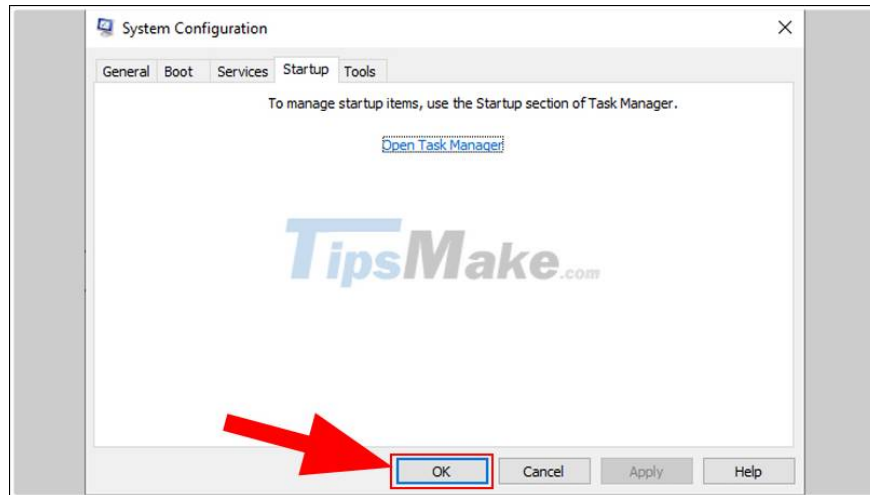 System Configuration
General Boot Services Startup Tools
To manage startup items, use the Startup section of Task Manager.
Open Task Manager
TipsMake.com
OK Cancel Apply Help